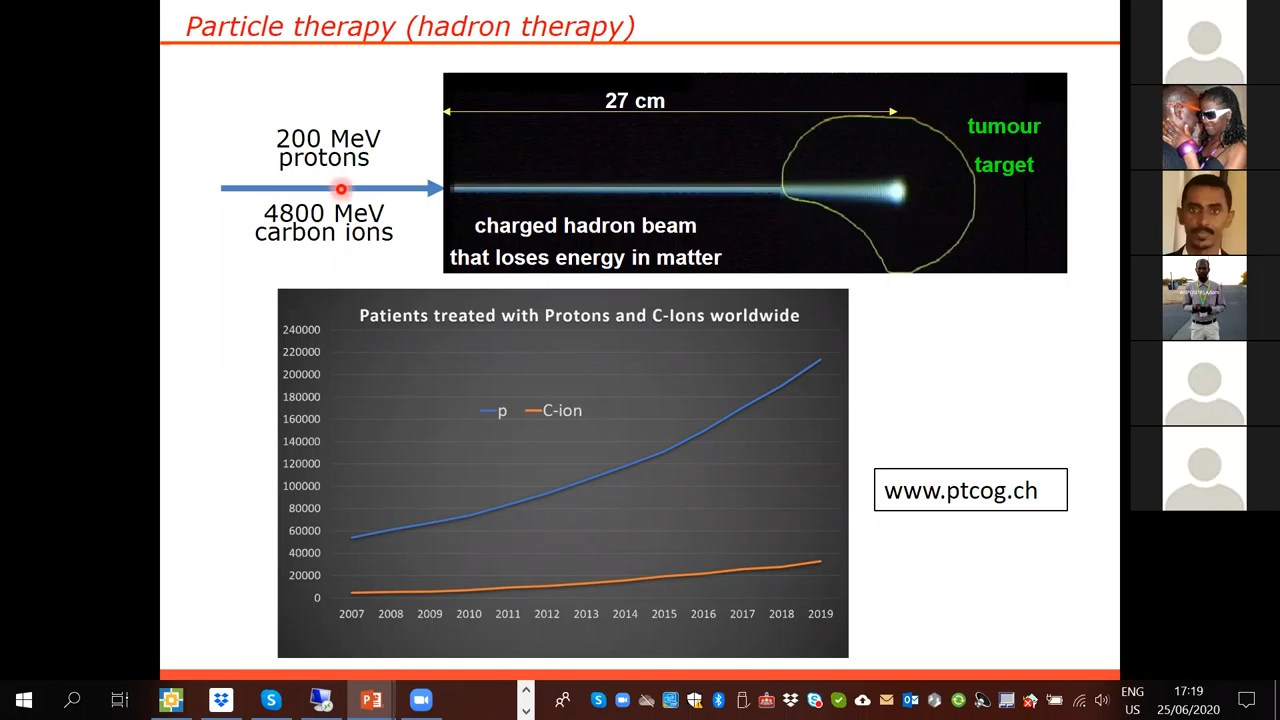 Particle therapy (hadron therapy)
200 MeV
protons
4800 MeV
carbon ions
27 cm
tumour
target
charged hadron beam
that loses energy in matter
Patients treated with Protons and C-Ions worldwide
240000
220000
200000
180000
160000
140000
120000
100000
80000
60000
40000
20000
0
p
C-ion
2007 2008 2009 2010 2011 2012 2013 2014 2015 2016 2017 2018 2019
www.ptcog.ch
ENG
US
17:19
25/06/2020